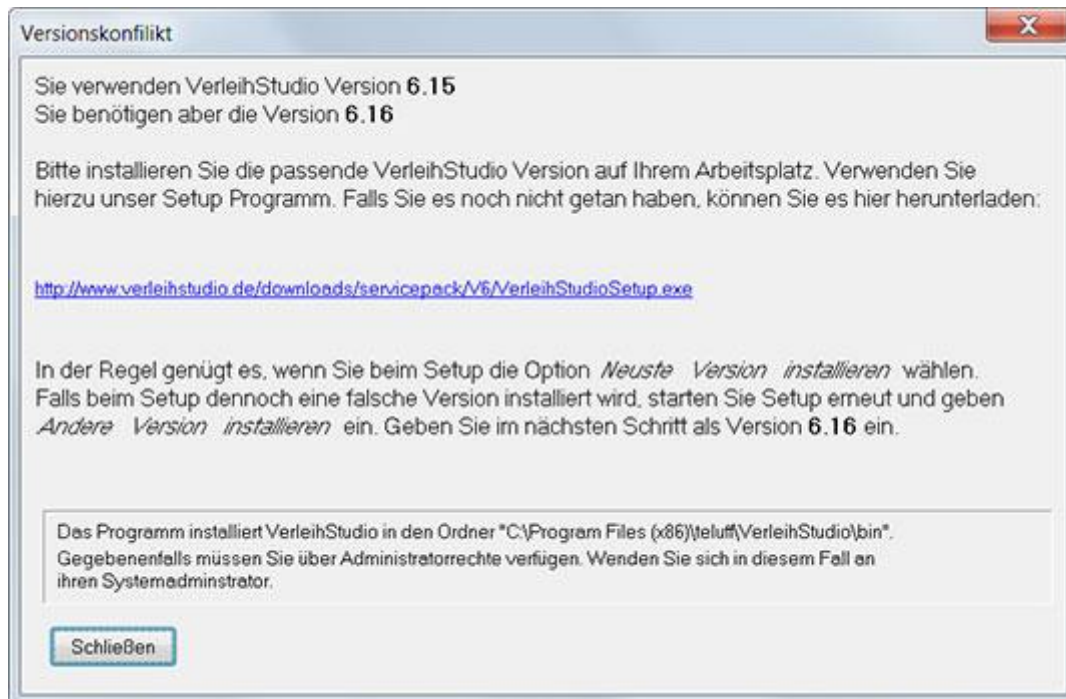 Versionskonfilikt
Sie verwenden VerleihStudio Version 6.15
Sie benötigen aber die Version 6.16
Bitte installieren Sie die passende VerleihStudio Version auf Ihrem Arbeitsplatz. Verwenden Sie
hierzu unser Setup Programm. Falls Sie es noch nicht getan haben, können Sie es hier herunterladen:
http://www.verleihstudio.de/downloads/servicepack/V6/VerleihStudioSetup.exe
In der Regel genügt es, wenn Sie beim Setup die Option Neuste Version installieren wählen.
Falls beim Setup dennoch eine falsche Version installiert wird, starten Sie Setup erneut und geben
Andere Version installieren ein. Geben Sie im nächsten Schritt als Version 6.16 ein.
Das Programm installiert VerleihStudio in den Ordner "C:\Program Files (x86)\teluff\VerleihStudio\bin".
Gegebenenfalls müssen Sie über Administratorrechte verfügen. Wenden Sie sich in diesem Fall an
ihren Systemadminstrator.
Schließen